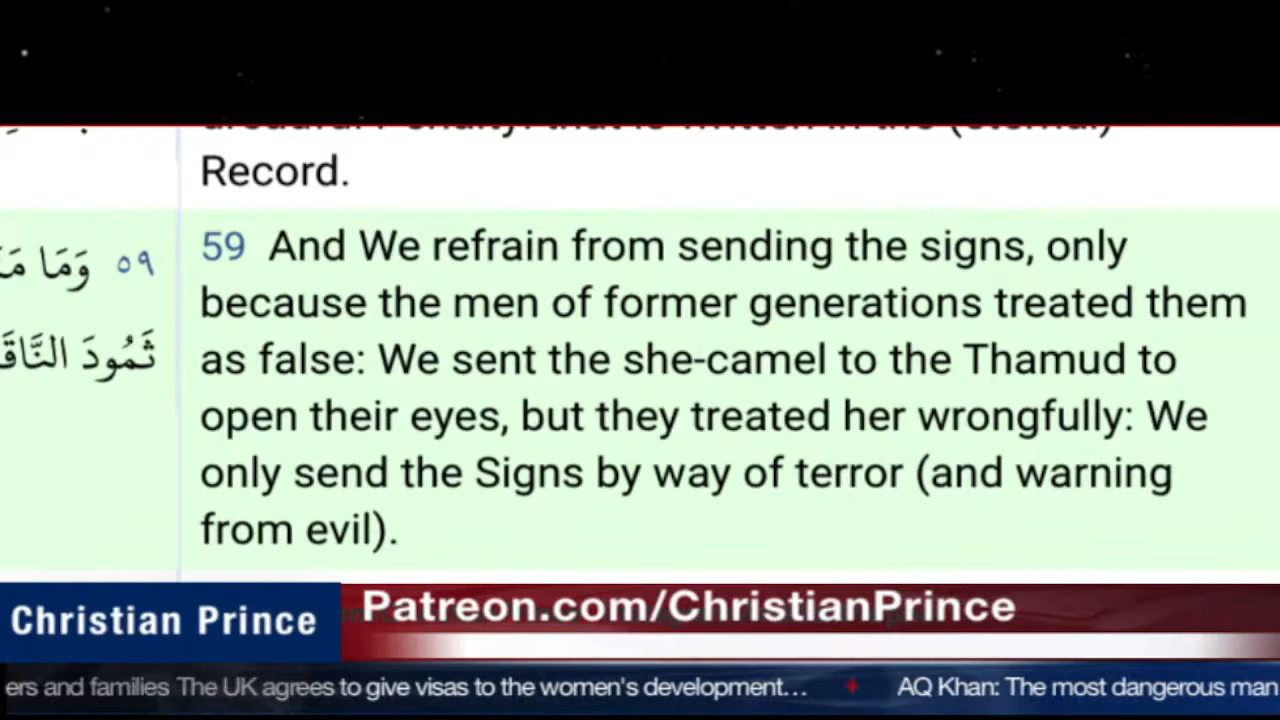 Record.
٥٩ وَمَا
59 And We refrain from sending the signs, only
because the men of former generations treated them
ثَمُودَ
as false: We sent the she-camel to the Thamud to
open their eyes, but they treated her wrongfully: We
only send the Signs by way of terror (and warning
from evil).
Christian Prince
Patreon.com/ChristianPrince
ers and families The UK agrees to give visas to the women's development... AQ Khan: The most dangerous man